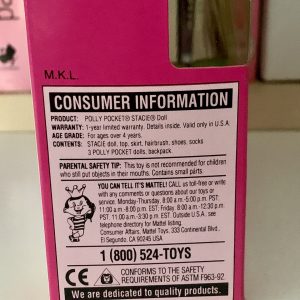 M.K.L.
CONSUMER INFORMATION
PRODUCT: POLLY POCKET® STACIE® Doll
WARRANTY: 1-year limited warranty. Details inside. Valid only in U.S.A.
AGE GRADE: For ages over 4 years.
CONTENTS: STACIE doll, top, skirt, hairbrush, shoes, socks
3 POLLY POCKET dolls, backpack.
PARENTAL SAFETY TIP: This toy is not recommended for children
who still put objects in their mouths. Contains small parts.
YOU CAN TELL IT'S MATTEL! CALL us toll-free or write
with any comments or questions about our toys or
service. Monday-Thursday, 8:00 a.m.-5:00 p.m. PST,
11:00 a.m.-8:00 p.m. EST. Friday 8:00 a.m.-12:30 p.m.
PST, 11:00 a.m.-3:30 p.m. EST. Outside U.S.A., see
telephone directory for Mattel listing.
Consumer Affairs, Mattel Toys, 333 Continental Blvd.,
El Segundo, CA 90245 USA
1 (800) 524-TOYS
CE
CONFORMS TO THE SAFETY
REQUIREMENTS OF ASTM F963-92.
We are dedicated to quality products.